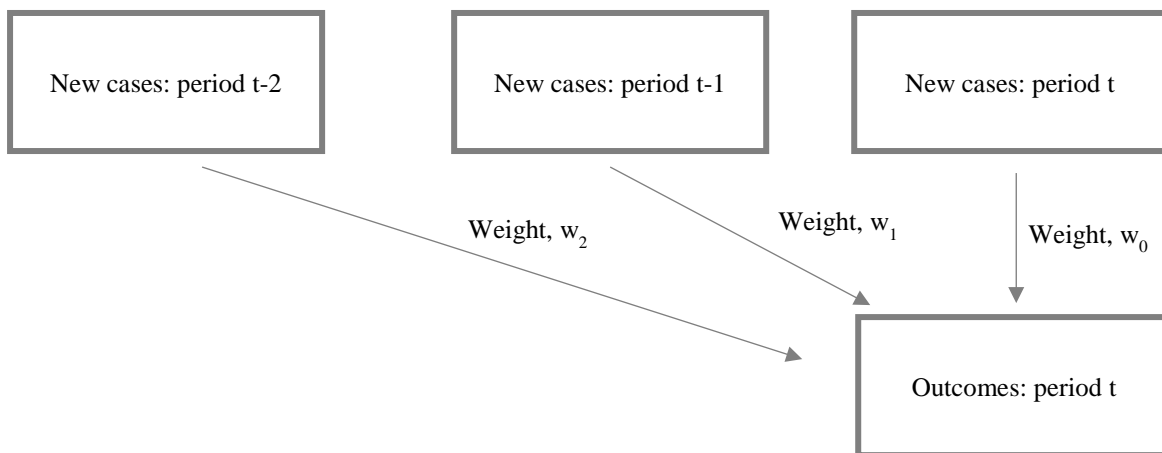 New cases: period t-2
New cases: period t-1
New cases: period t
Weight, w₂
Weight, w₁
Weight, w₀
Outcomes: period t